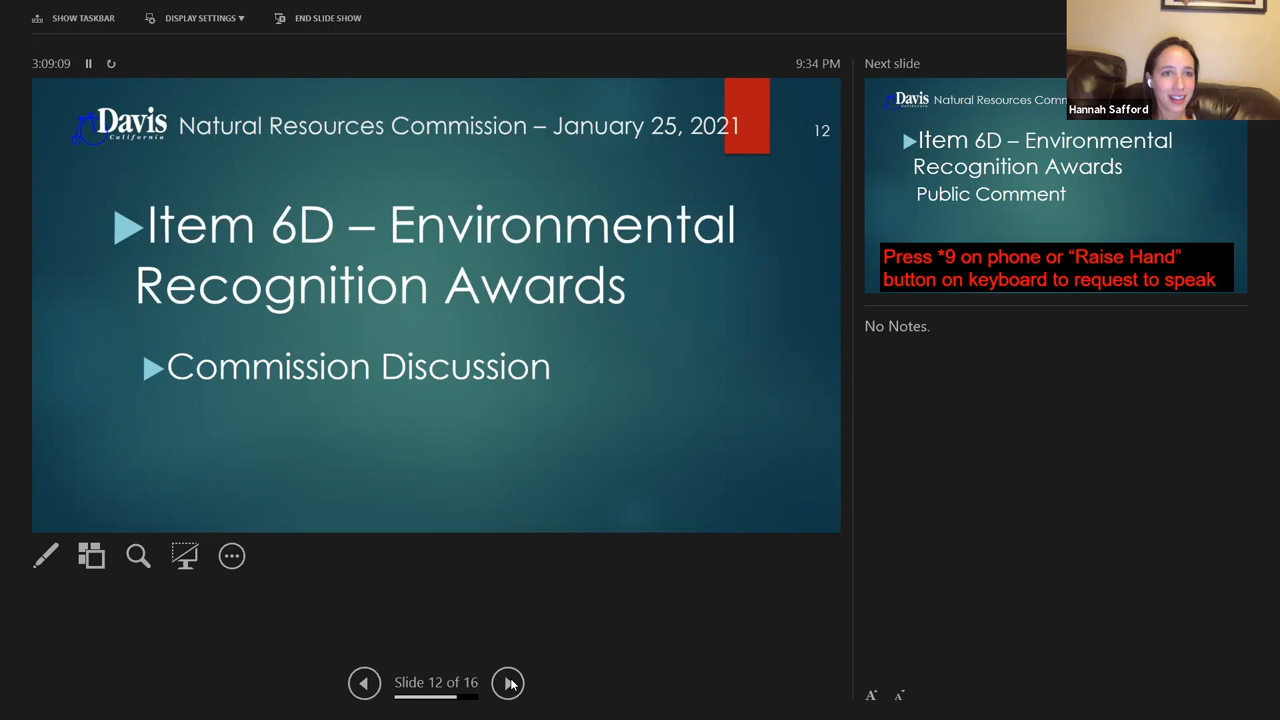 SHOW TASKBAR DISPLAY SETTINGS ▼ END SLIDE SHOW
3:09:09 9:34 PM
Davis
California
Natural Resources Commission – January 25, 2021
12
Item 6D – Environmental
Recognition Awards
Commission Discussion
Slide 12 of 16
Hannah Safford
Next slide
Davis
Natural Resources Comm
Item 6D – Environmental
Recognition Awards
Public Comment
Press *9 on phone or “Raise Hand”
button on keyboard to request to speak
No Notes.
A A